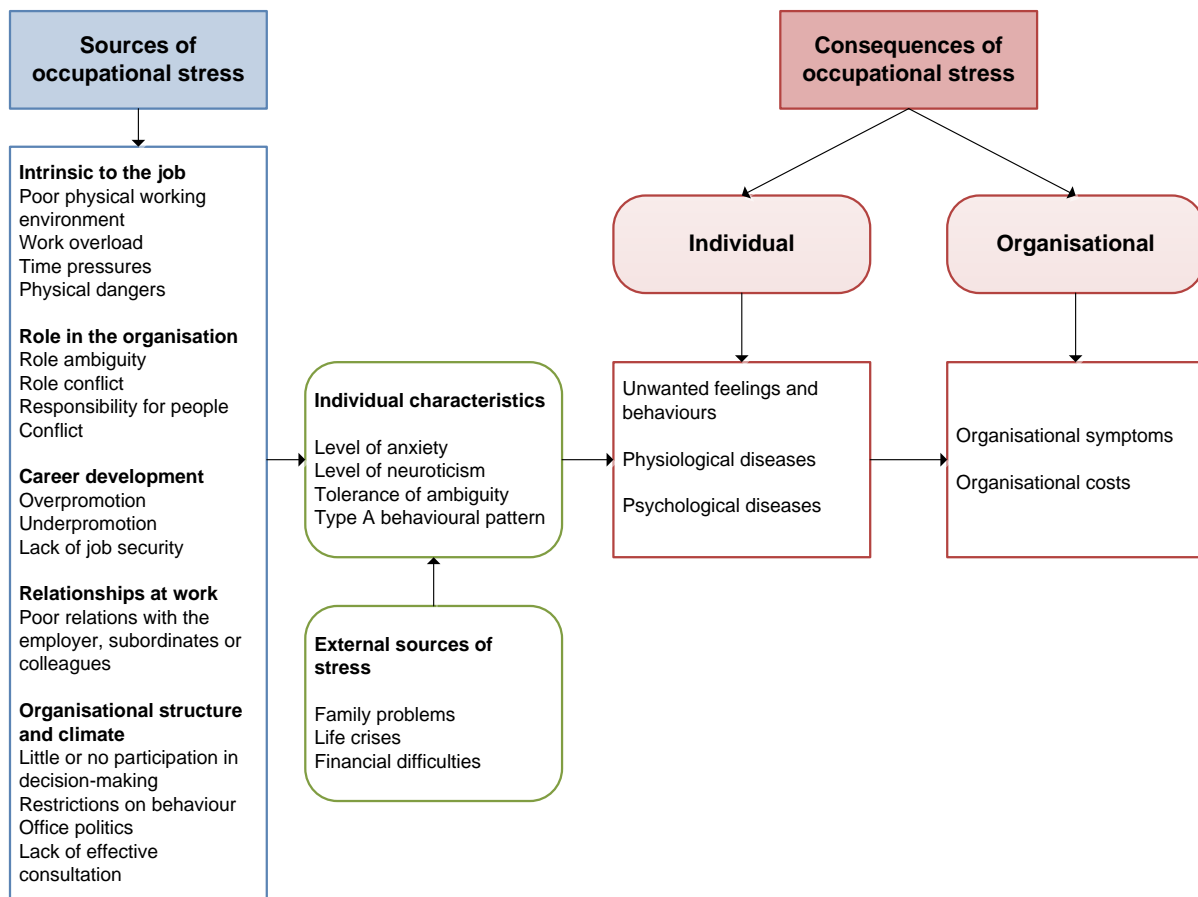 Sources of
occupational stress
Consequences of
occupational stress
Intrinsic to the job
Poor physical working
environment
Work overload
Time pressures
Physical dangers
Role in the organisation
Role ambiguity
Role conflict
Responsibility for people
Conflict
Career development
Overpromotion
Underpromotion
Lack of job security
Relationships at work
Poor relations with the
employer, subordinates or
colleagues
Organisational structure
and climate
Little or no participation in
decision-making
Restrictions on behaviour
Office politics
Lack of effective
consultation
Individual characteristics
Level of anxiety
Level of neuroticism
Tolerance of ambiguity
Type A behavioural pattern
External sources of
stress
Family problems
Life crises
Financial difficulties
Individual
Organisational
Unwanted feelings and
behaviours
Physiological diseases
Psychological diseases
Organisational symptoms
Organisational costs